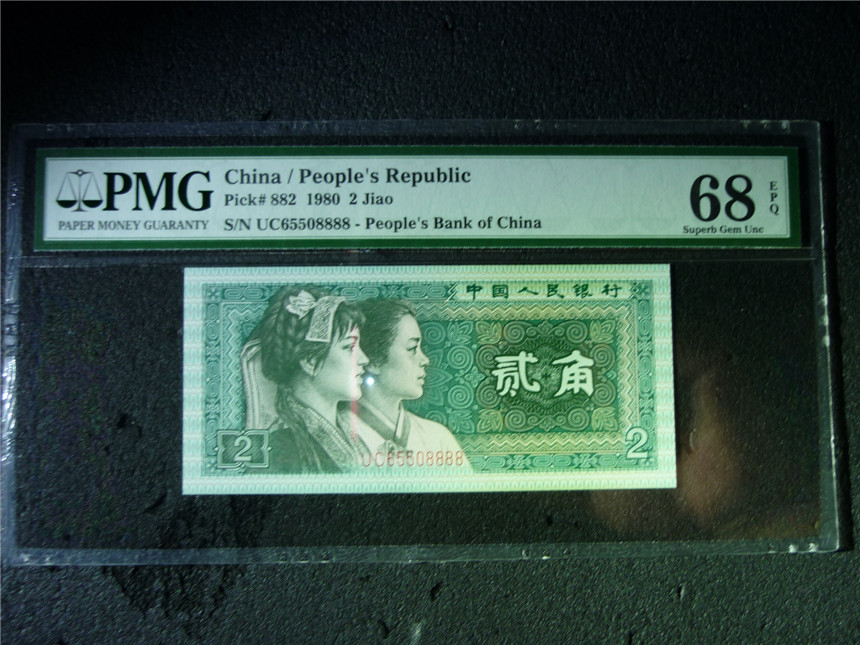 PMG
PAPER MONEY GUARANTY
China / People's Republic
Pick# 882 1980 2 Jiao
S/N UC65508888 - People's Bank of China
68
EPQ
Superb Gem Unc
中国人民银行
贰角
2
2
UC65508888